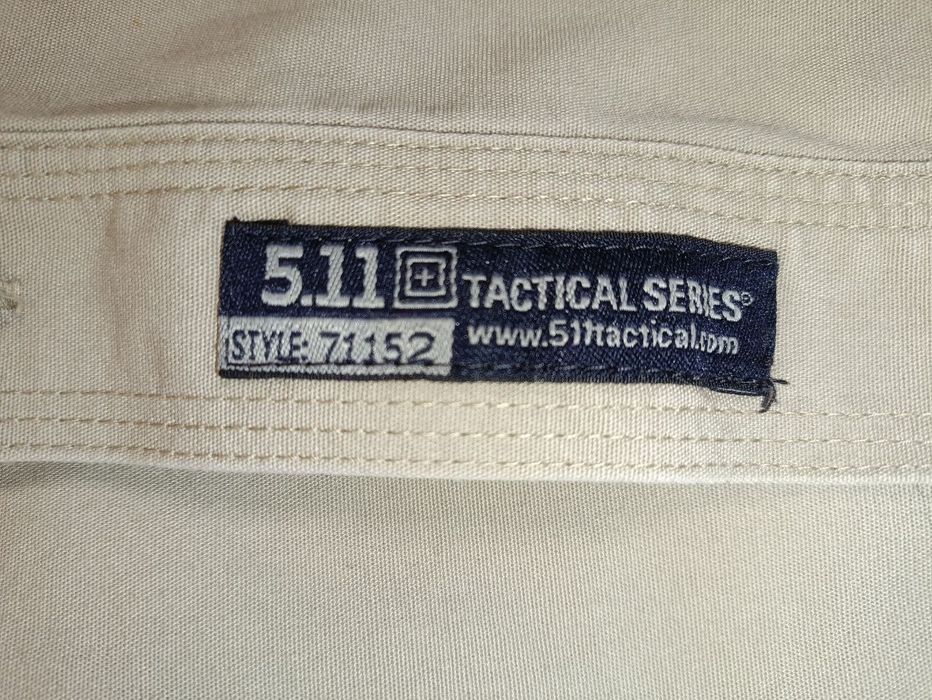 5.11 TACTICAL SERIES®
www.511tactical.com
STYLE: 71152